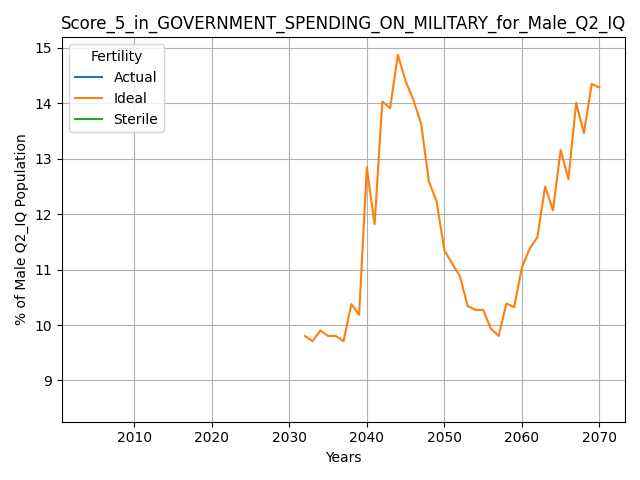 Score_5_in_GOVERNMENT_SPENDING_ON_MILITARY_for_Male_Q2_IQ
Fertility
Actual
Ideal
Sterile
% of Male Q2_IQ Population
15
14
13
12
11
10
9
2010 2020 2030 2040 2050 2060 2070
Years